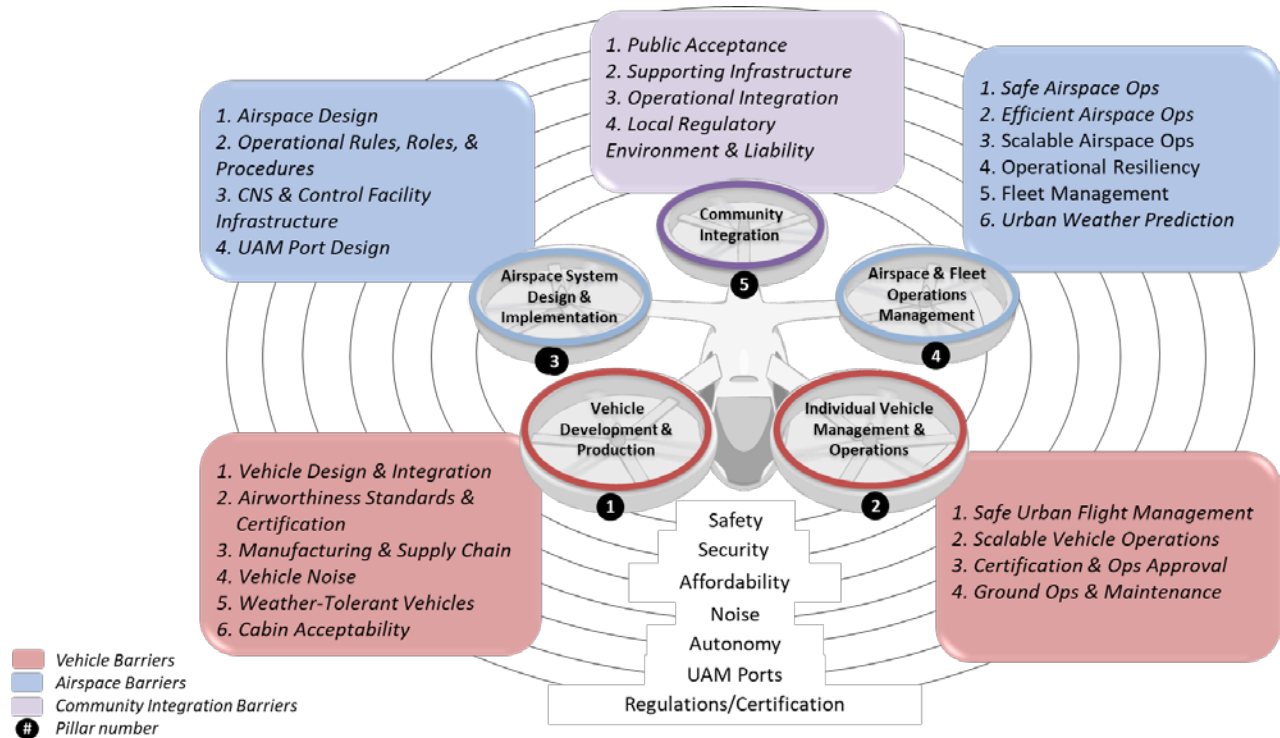 1. Public Acceptance
2. Supporting Infrastructure
3. Operational Integration
4. Local Regulatory
Environment & Liability
1. Airspace Design
2. Operational Rules, Roles, &
Procedures
3. CNS & Control Facility
Infrastructure
4. UAM Port Design
1. Safe Airspace Ops
2. Efficient Airspace Ops
3. Scalable Airspace Ops
4. Operational Resiliency
5. Fleet Management
6. Urban Weather Prediction
Community
Integration
5
Airspace System
Design &
Implementation
3
Airspace & Fleet
Operations
Management
4
Vehicle
Development &
Production
1
Individual Vehicle
Management &
Operations
2
1. Vehicle Design & Integration
2. Airworthiness Standards &
Certification
3. Manufacturing & Supply Chain
4. Vehicle Noise
5. Weather-Tolerant Vehicles
6. Cabin Acceptability
1. Safe Urban Flight Management
2. Scalable Vehicle Operations
3. Certification & Ops Approval
4. Ground Ops & Maintenance
Safety
Security
Affordability
Noise
Autonomy
UAM Ports
Regulations/Certification
Vehicle Barriers
Airspace Barriers
Community Integration Barriers
# Pillar number